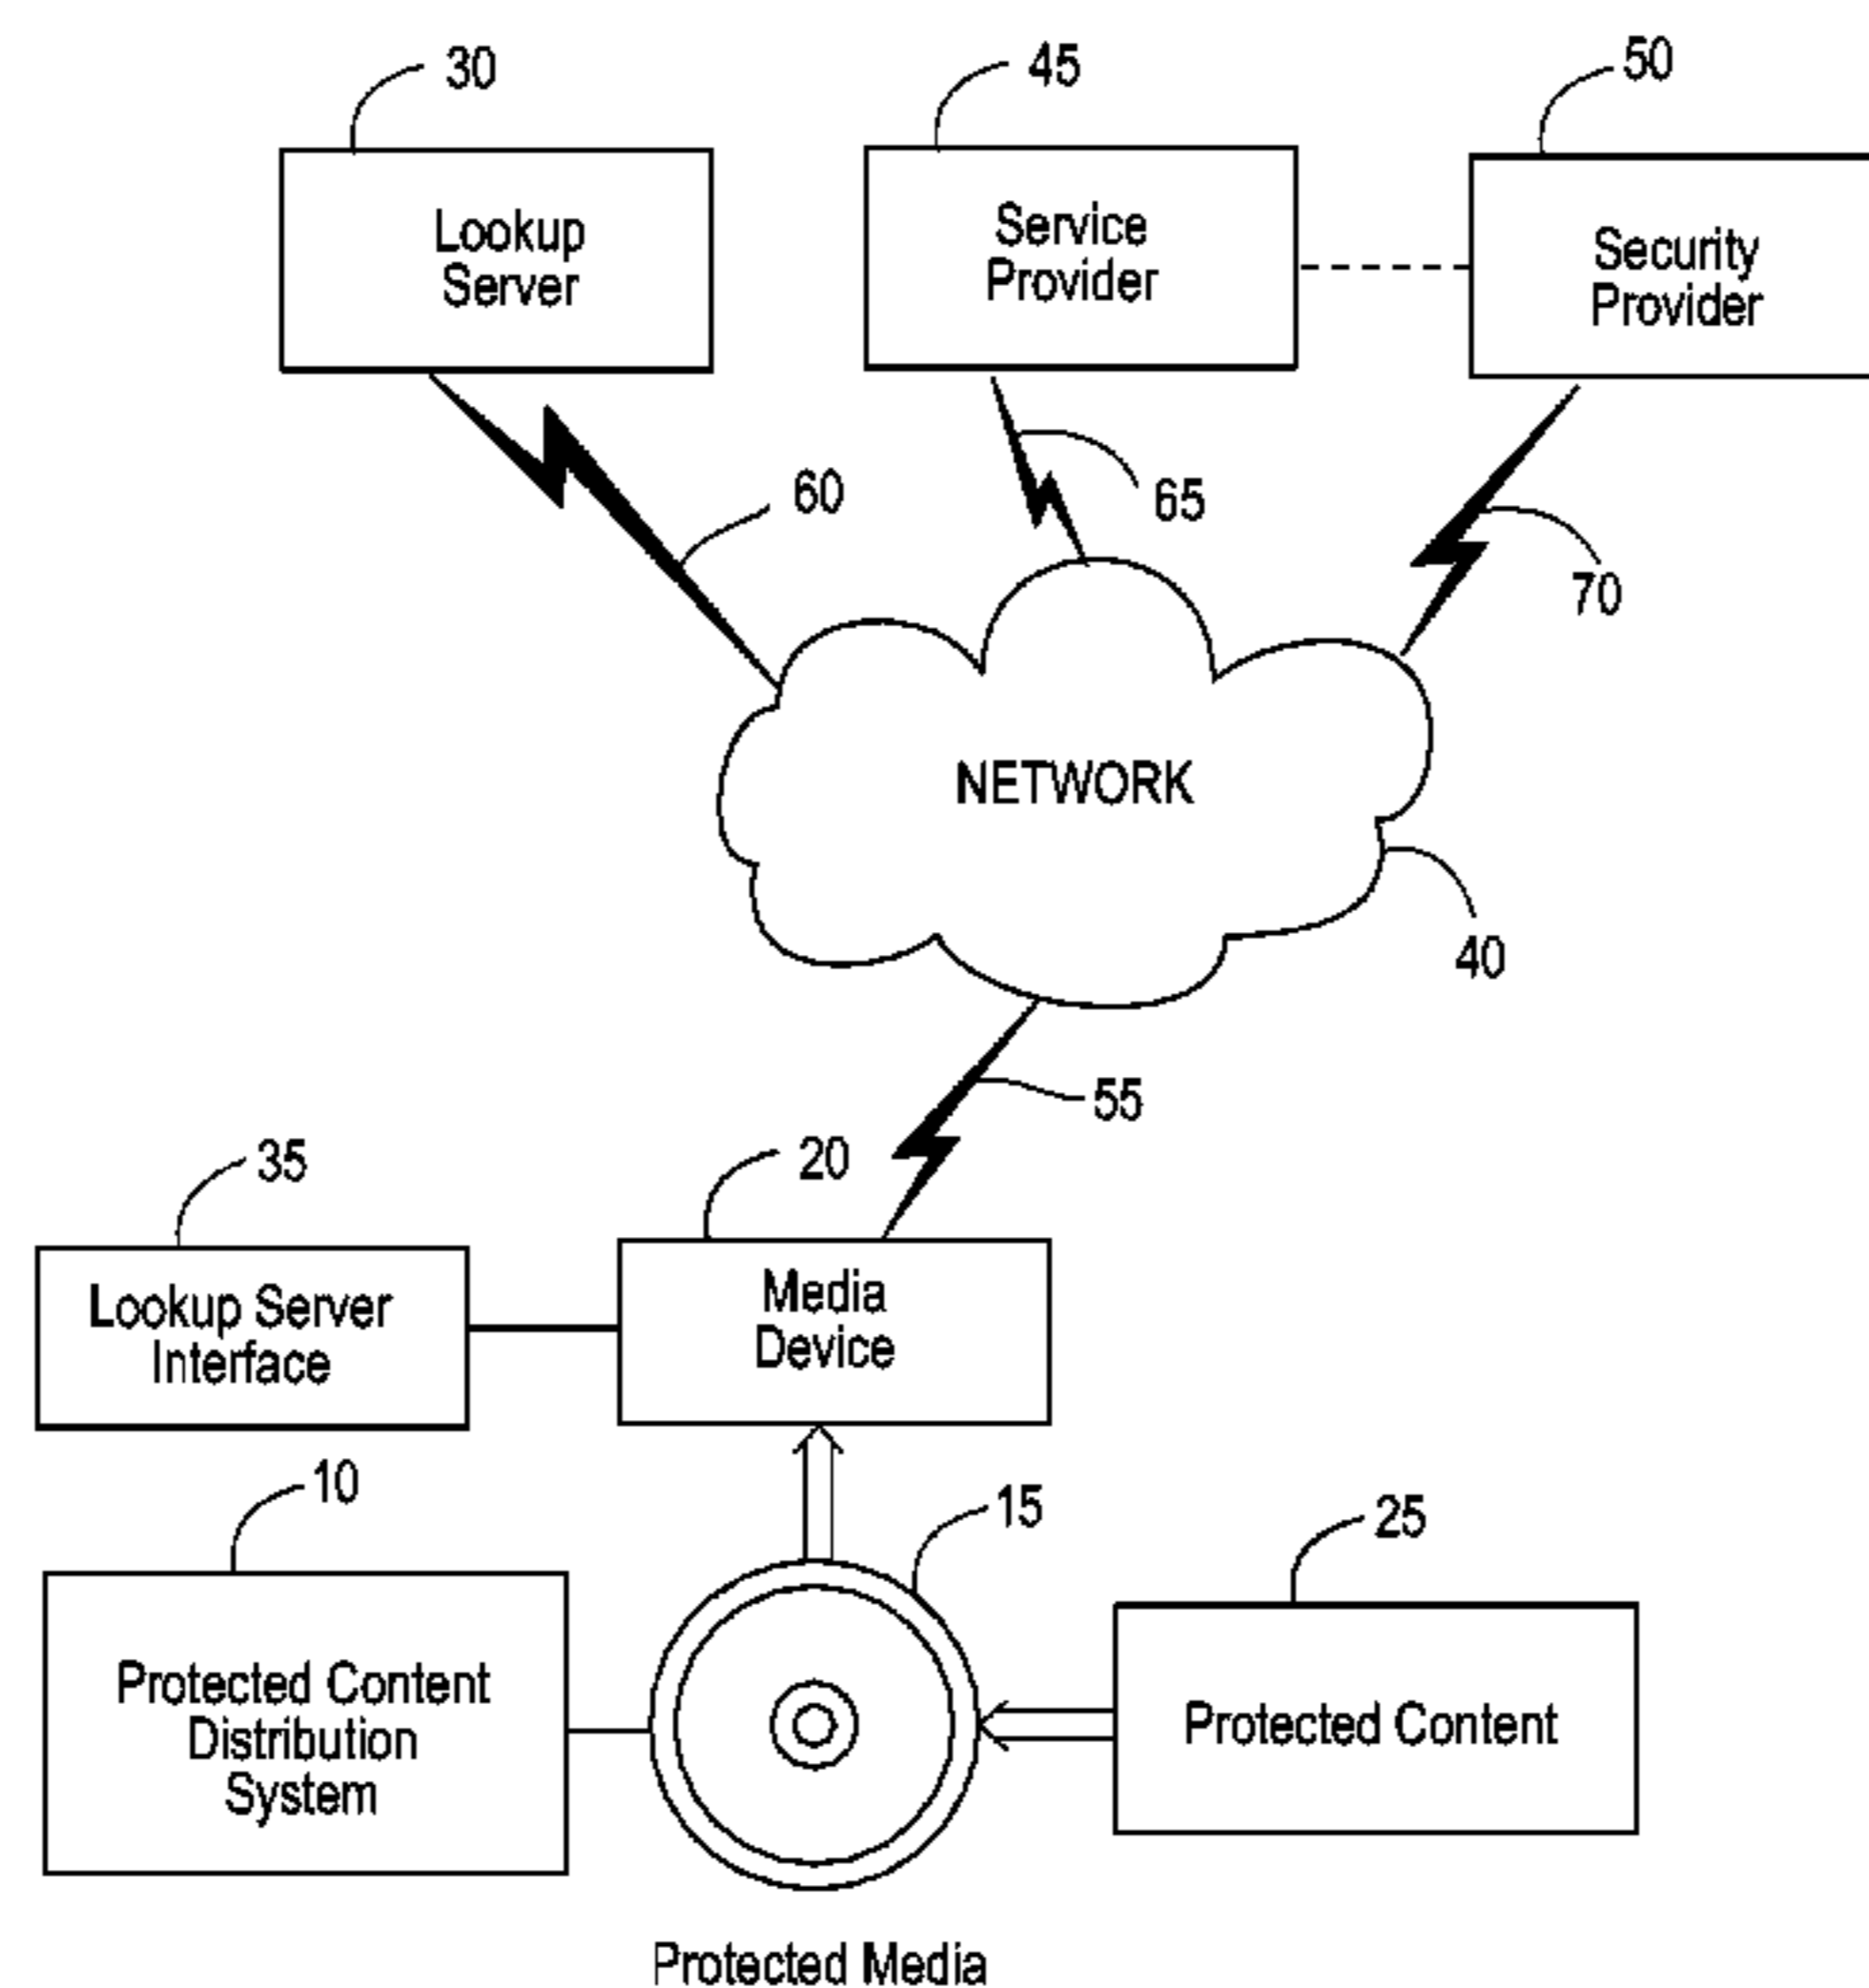 30
45
50
Lookup
Server
Service
Provider
Security
Provider
60
65
70
NETWORK
40
55
35
20
Lookup Server
Interface
Media
Device
10
15
25
Protected Content
Distribution
System
Protected Content
Protected Media